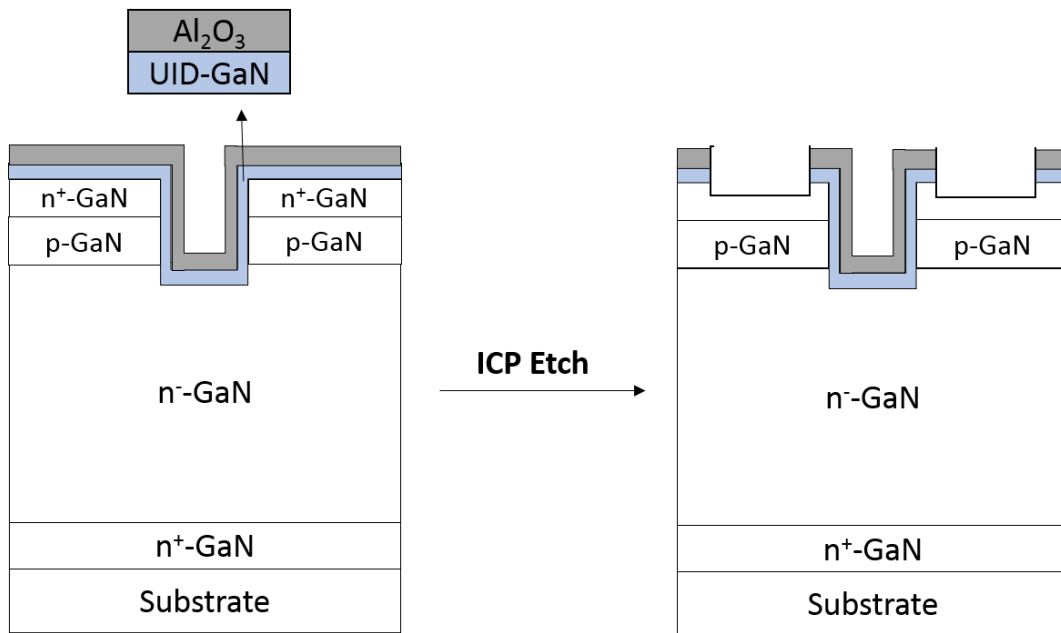 Al₂O₃
UID-GaN
n⁺-GaN n⁺-GaN
p-GaN p-GaN
n⁻-GaN
n⁺-GaN
Substrate
ICP Etch
p-GaN p-GaN
n⁻-GaN
n⁺-GaN
Substrate